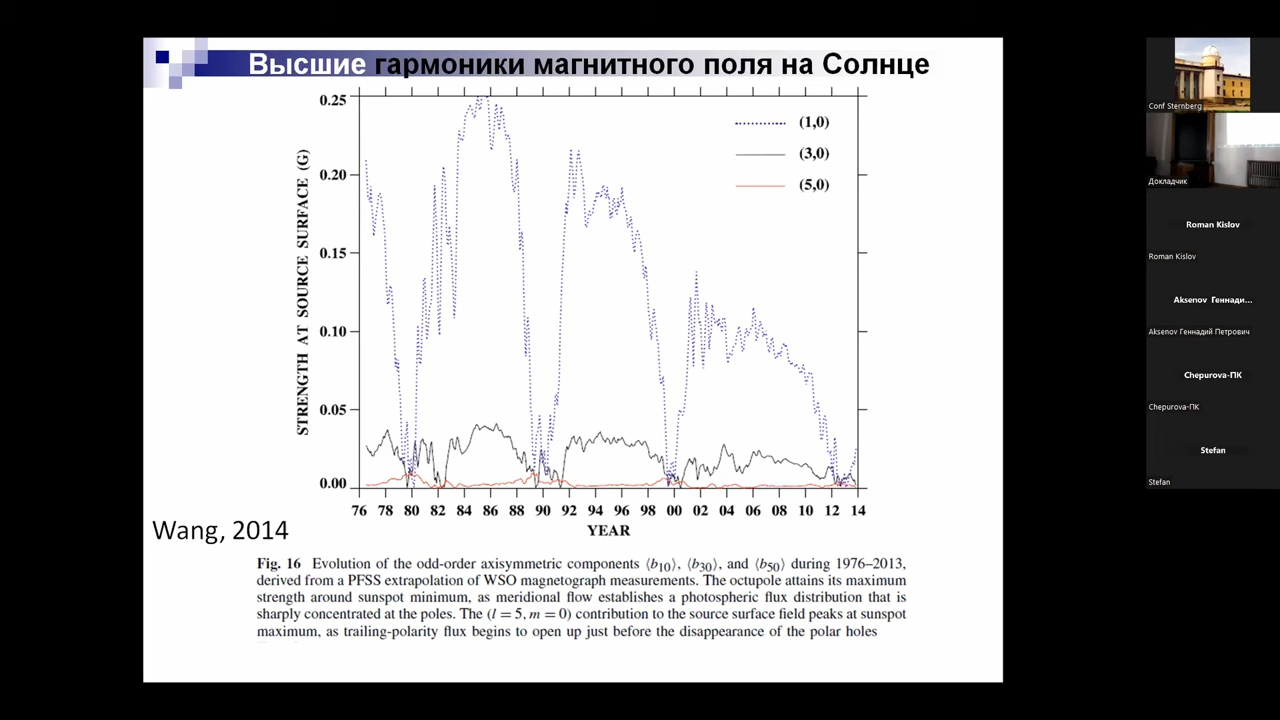 Высшие гармоники магнитного поля на Солнце
0.25
0.20
0.15
0.10
0.05
0.00
STRENGTH AT SOURCE SURFACE (G)
(1,0)
(3,0)
(5,0)
76 78 80 82 84 86 88 90 92 94 96 98 00 02 04 06 08 10 12 14
YEAR
Wang, 2014
Fig. 16 Evolution of the odd-order axisymmetric components ⟨b10⟩, ⟨b30⟩, and ⟨b50⟩ during 1976–2013,
derived from a PFSS extrapolation of WSO magnetograph measurements. The octupole attains its maximum
strength around sunspot minimum, as meridional flow establishes a photospheric flux distribution that is
sharply concentrated at the poles. The (l = 5, m = 0) contribution to the source surface field peaks at sunspot
maximum, as trailing-polarity flux begins to open up just before the disappearance of the polar holes
Conf Sternberg
Докладчик
Roman Kislov
Roman Kislov
Aksenov Геннади...
Aksenov Геннадий Петрович
Chepurova-ПК
Chepurova-ПК
Stefan
Stefan